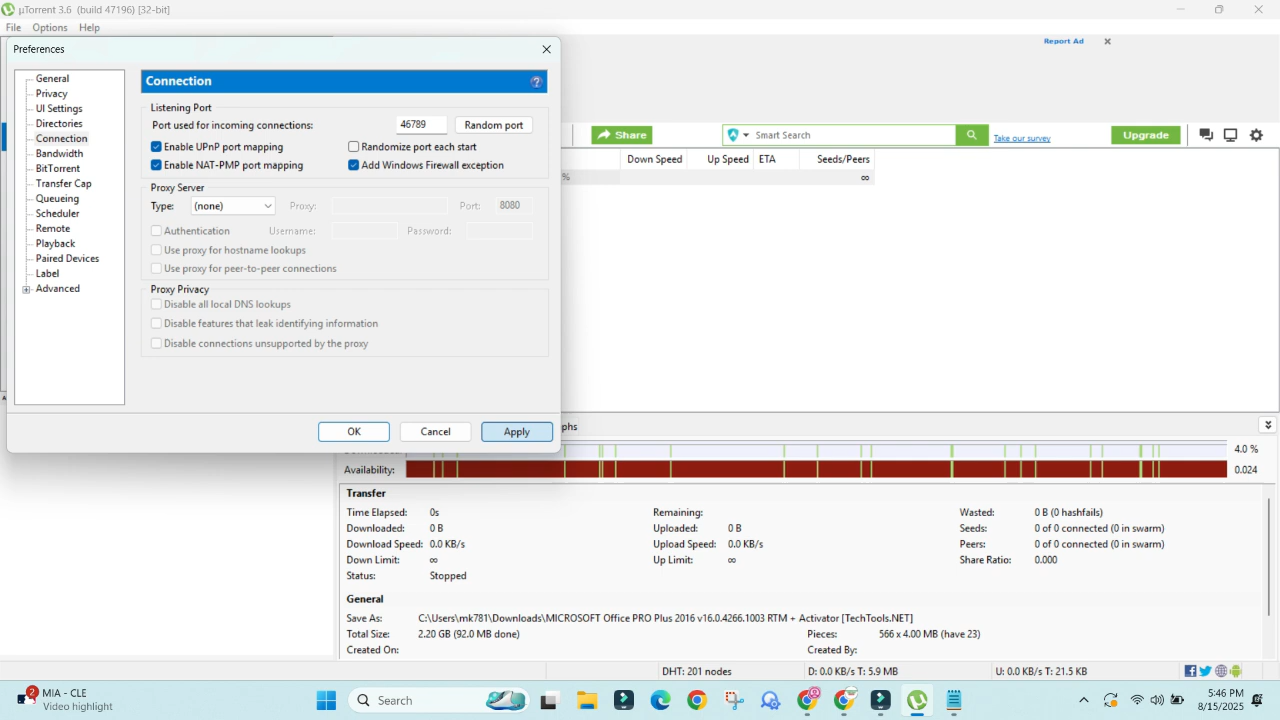 µTorrent 3.6 (build 47196) [32-bit]
File Options Help
Preferences
Report Ad
General
Privacy
UI Settings
Directories
Connection
Bandwidth
BitTorrent
Transfer Cap
Queueing
Scheduler
Remote
Playback
Paired Devices
Label
Advanced
Connection
Listening Port
Port used for incoming connections: 46789 Random port
Enable UPnP port mapping Randomize port each start
Enable NAT-PMP port mapping Add Windows Firewall exception
Proxy Server
Type: (none) Proxy: Port: 8080
Authentication Username: Password:
Use proxy for hostname lookups
Use proxy for peer-to-peer connections
Proxy Privacy
Disable all local DNS lookups
Disable features that leak identifying information
Disable connections unsupported by the proxy
OK Cancel Apply
Share Smart Search Take our survey Upgrade
Down Speed Up Speed ETA Seeds/Peers
% ∞
phs
4.0 %
Availability: 0.024
Transfer
Time Elapsed: 0s Remaining: Wasted: 0 B (0 hashfails)
Downloaded: 0 B Uploaded: 0 B Seeds: 0 of 0 connected (0 in swarm)
Download Speed: 0.0 KB/s Upload Speed: 0.0 KB/s Peers: 0 of 0 connected (0 in swarm)
Down Limit: ∞ Up Limit: ∞ Share Ratio: 0.000
Status: Stopped
General
Save As: C:\Users\mk781\Downloads\MICROSOFT Office PRO Plus 2016 v16.0.4266.1003 RTM + Activator [TechTools.NET]
Total Size: 2.20 GB (92.0 MB done) Pieces: 566 x 4.00 MB (have 23)
Created On: Created By:
DHT: 201 nodes D: 0.0 KB/s T: 5.9 MB U: 0.0 KB/s T: 21.5 KB
2 MIA - CLE
Video highlight
Search
5:46 PM
8/15/2025